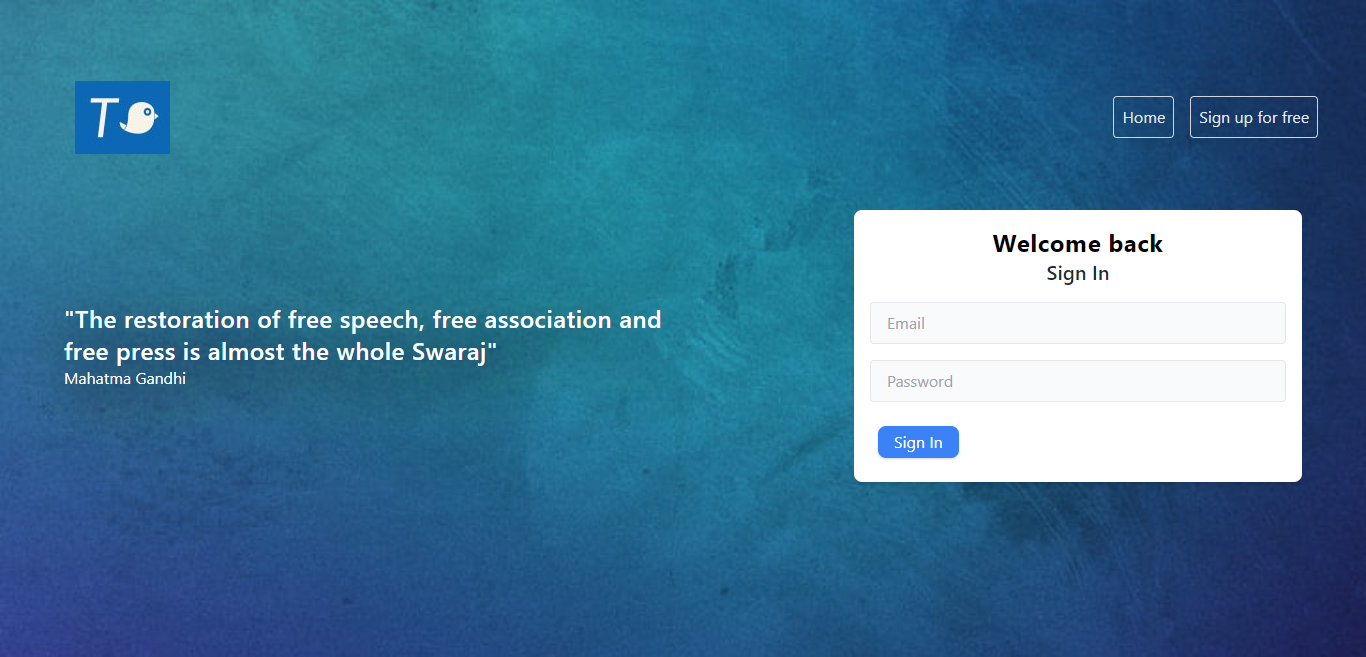 T
Home
Sign up for free
"The restoration of free speech, free association and
free press is almost the whole Swaraj"
Mahatma Gandhi
Welcome back
Sign In
Email
Password
Sign In